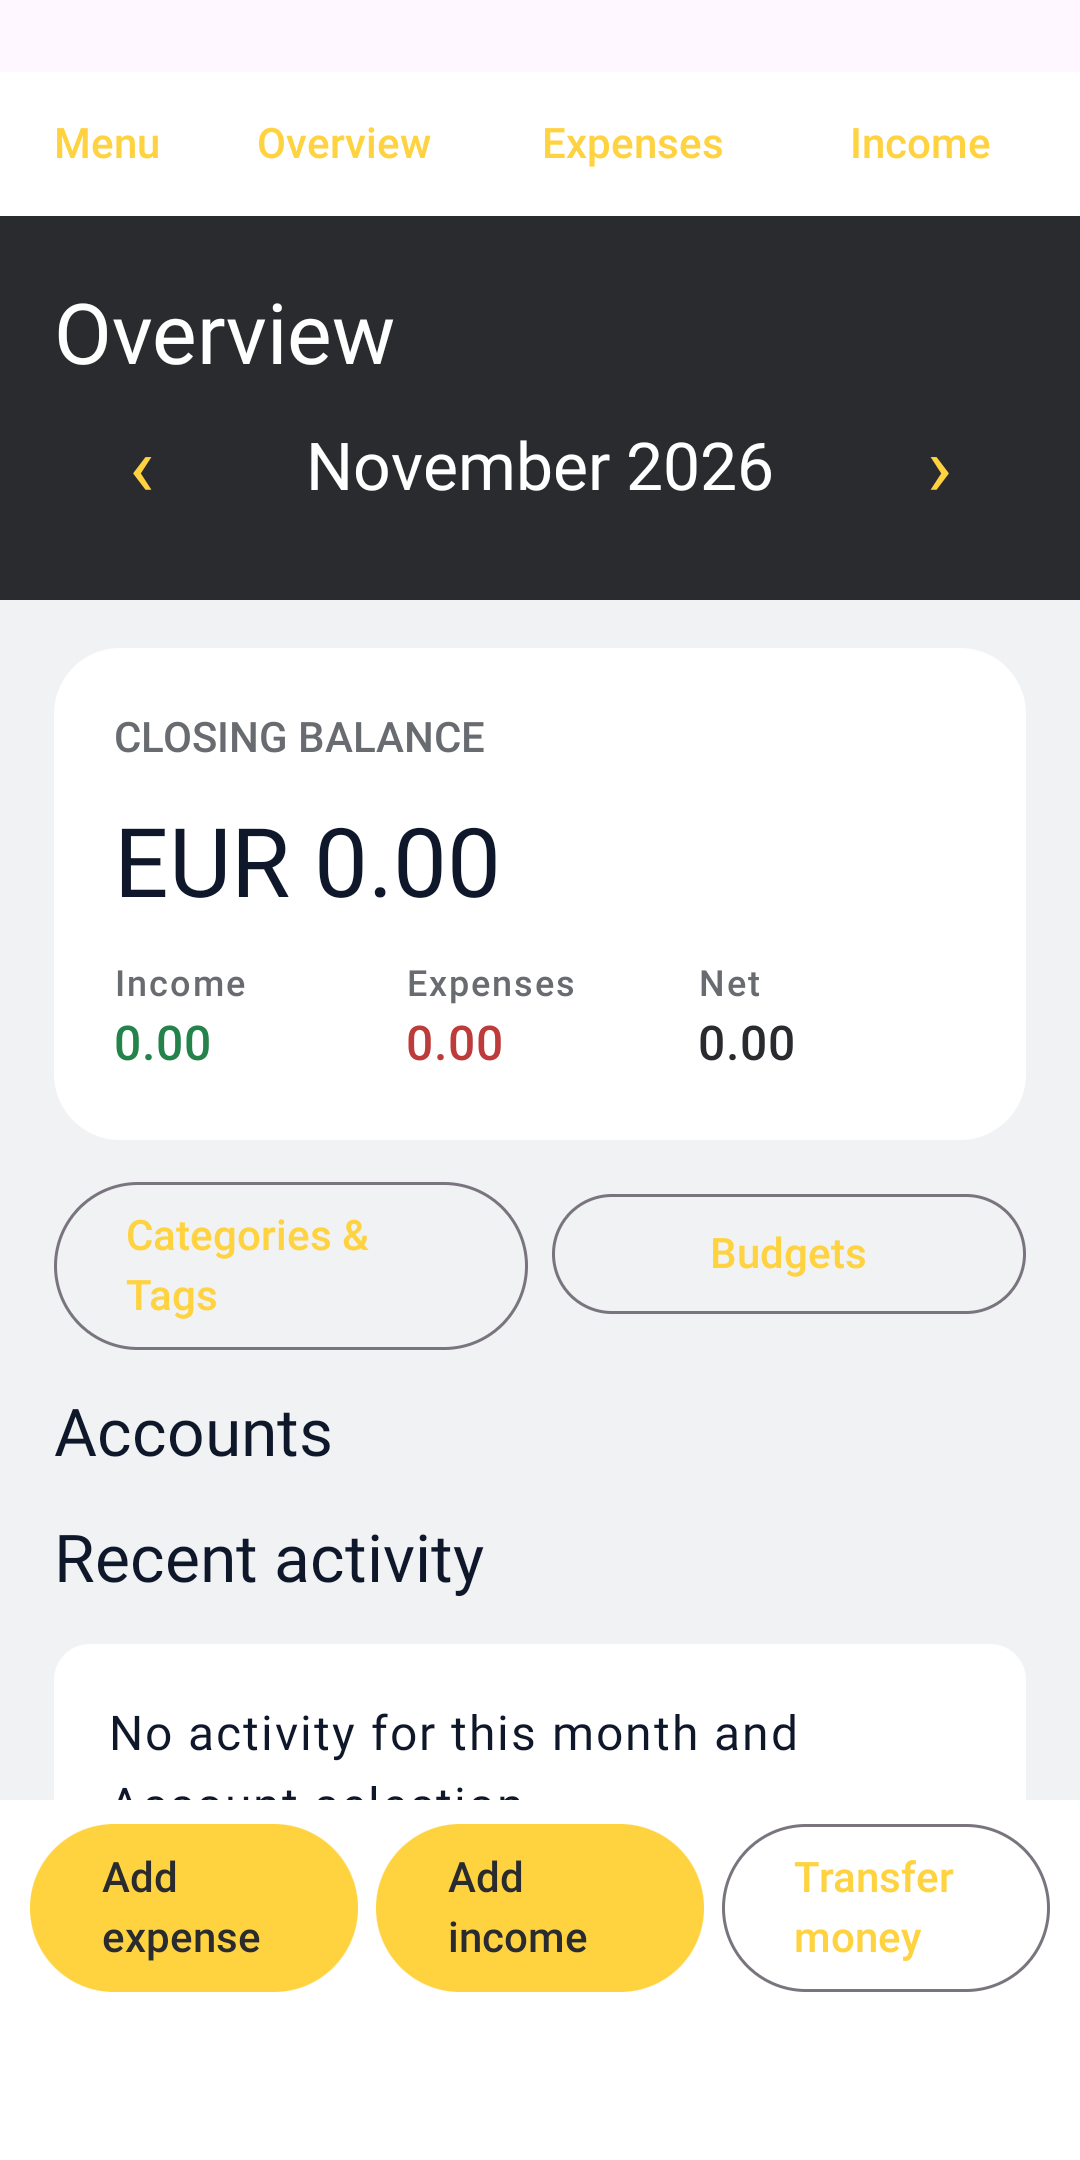 Menu Overview Expenses Income
Overview
‹ November 2026 ›
CLOSING BALANCE
EUR 0.00
Income Expenses Net
0.00 0.00 0.00
Categories &
Tags
Budgets
Accounts
Recent activity
No activity for this month and
Account selection
Add
expense
Add
income
Transfer
money